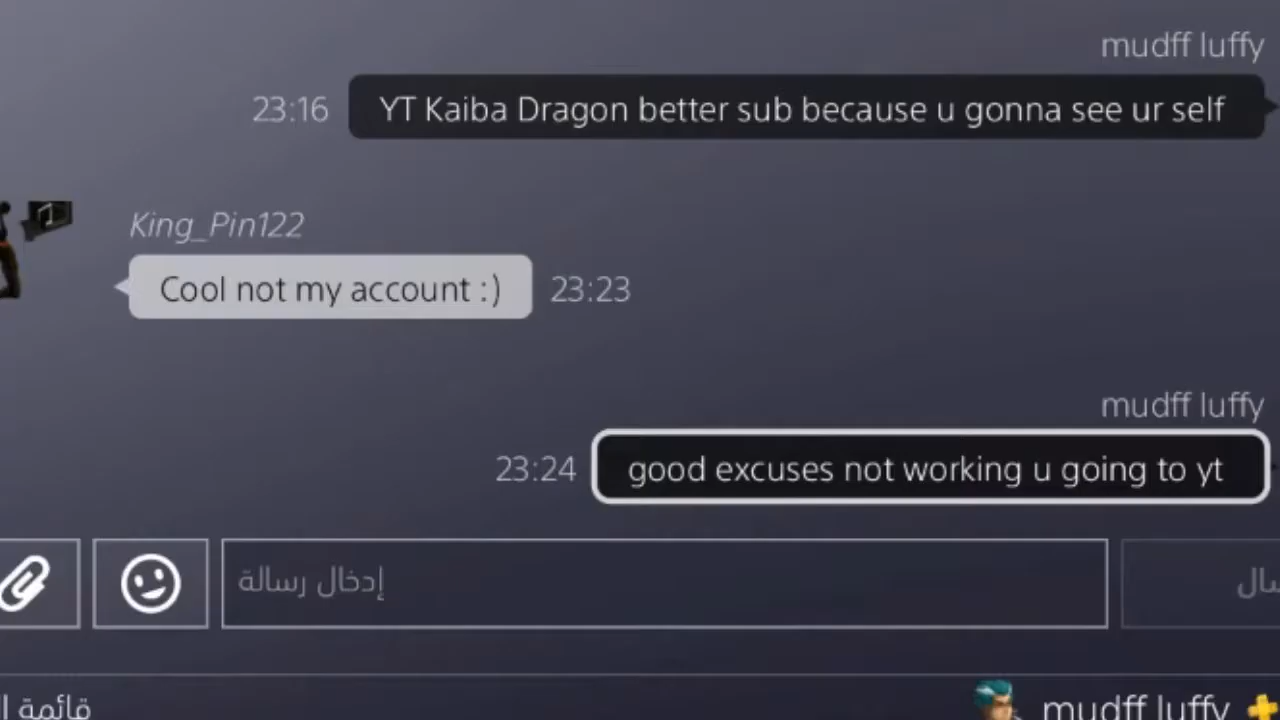 mudff luffy
23:16 YT Kaiba Dragon better sub because u gonna see ur self
King_Pin122
Cool not my account :) 23:23
mudff luffy
23:24 good excuses not working u going to yt
إدخال رسالة
mudff luffy
قائمة